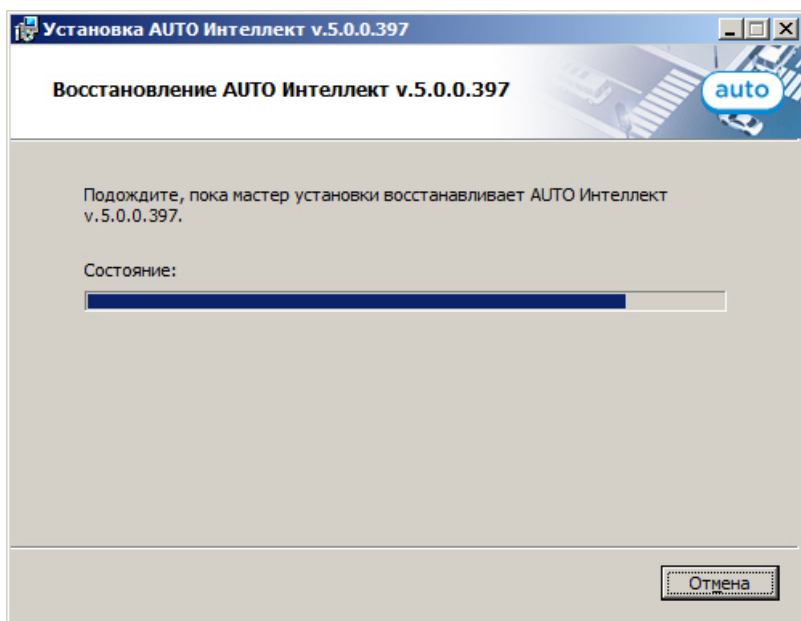 Установка AUTO Интеллект v.5.0.0.397
Восстановление AUTO Интеллект v.5.0.0.397
auto
Подождите, пока мастер установки восстанавливает AUTO Интеллект
v.5.0.0.397.
Состояние:
Отмена